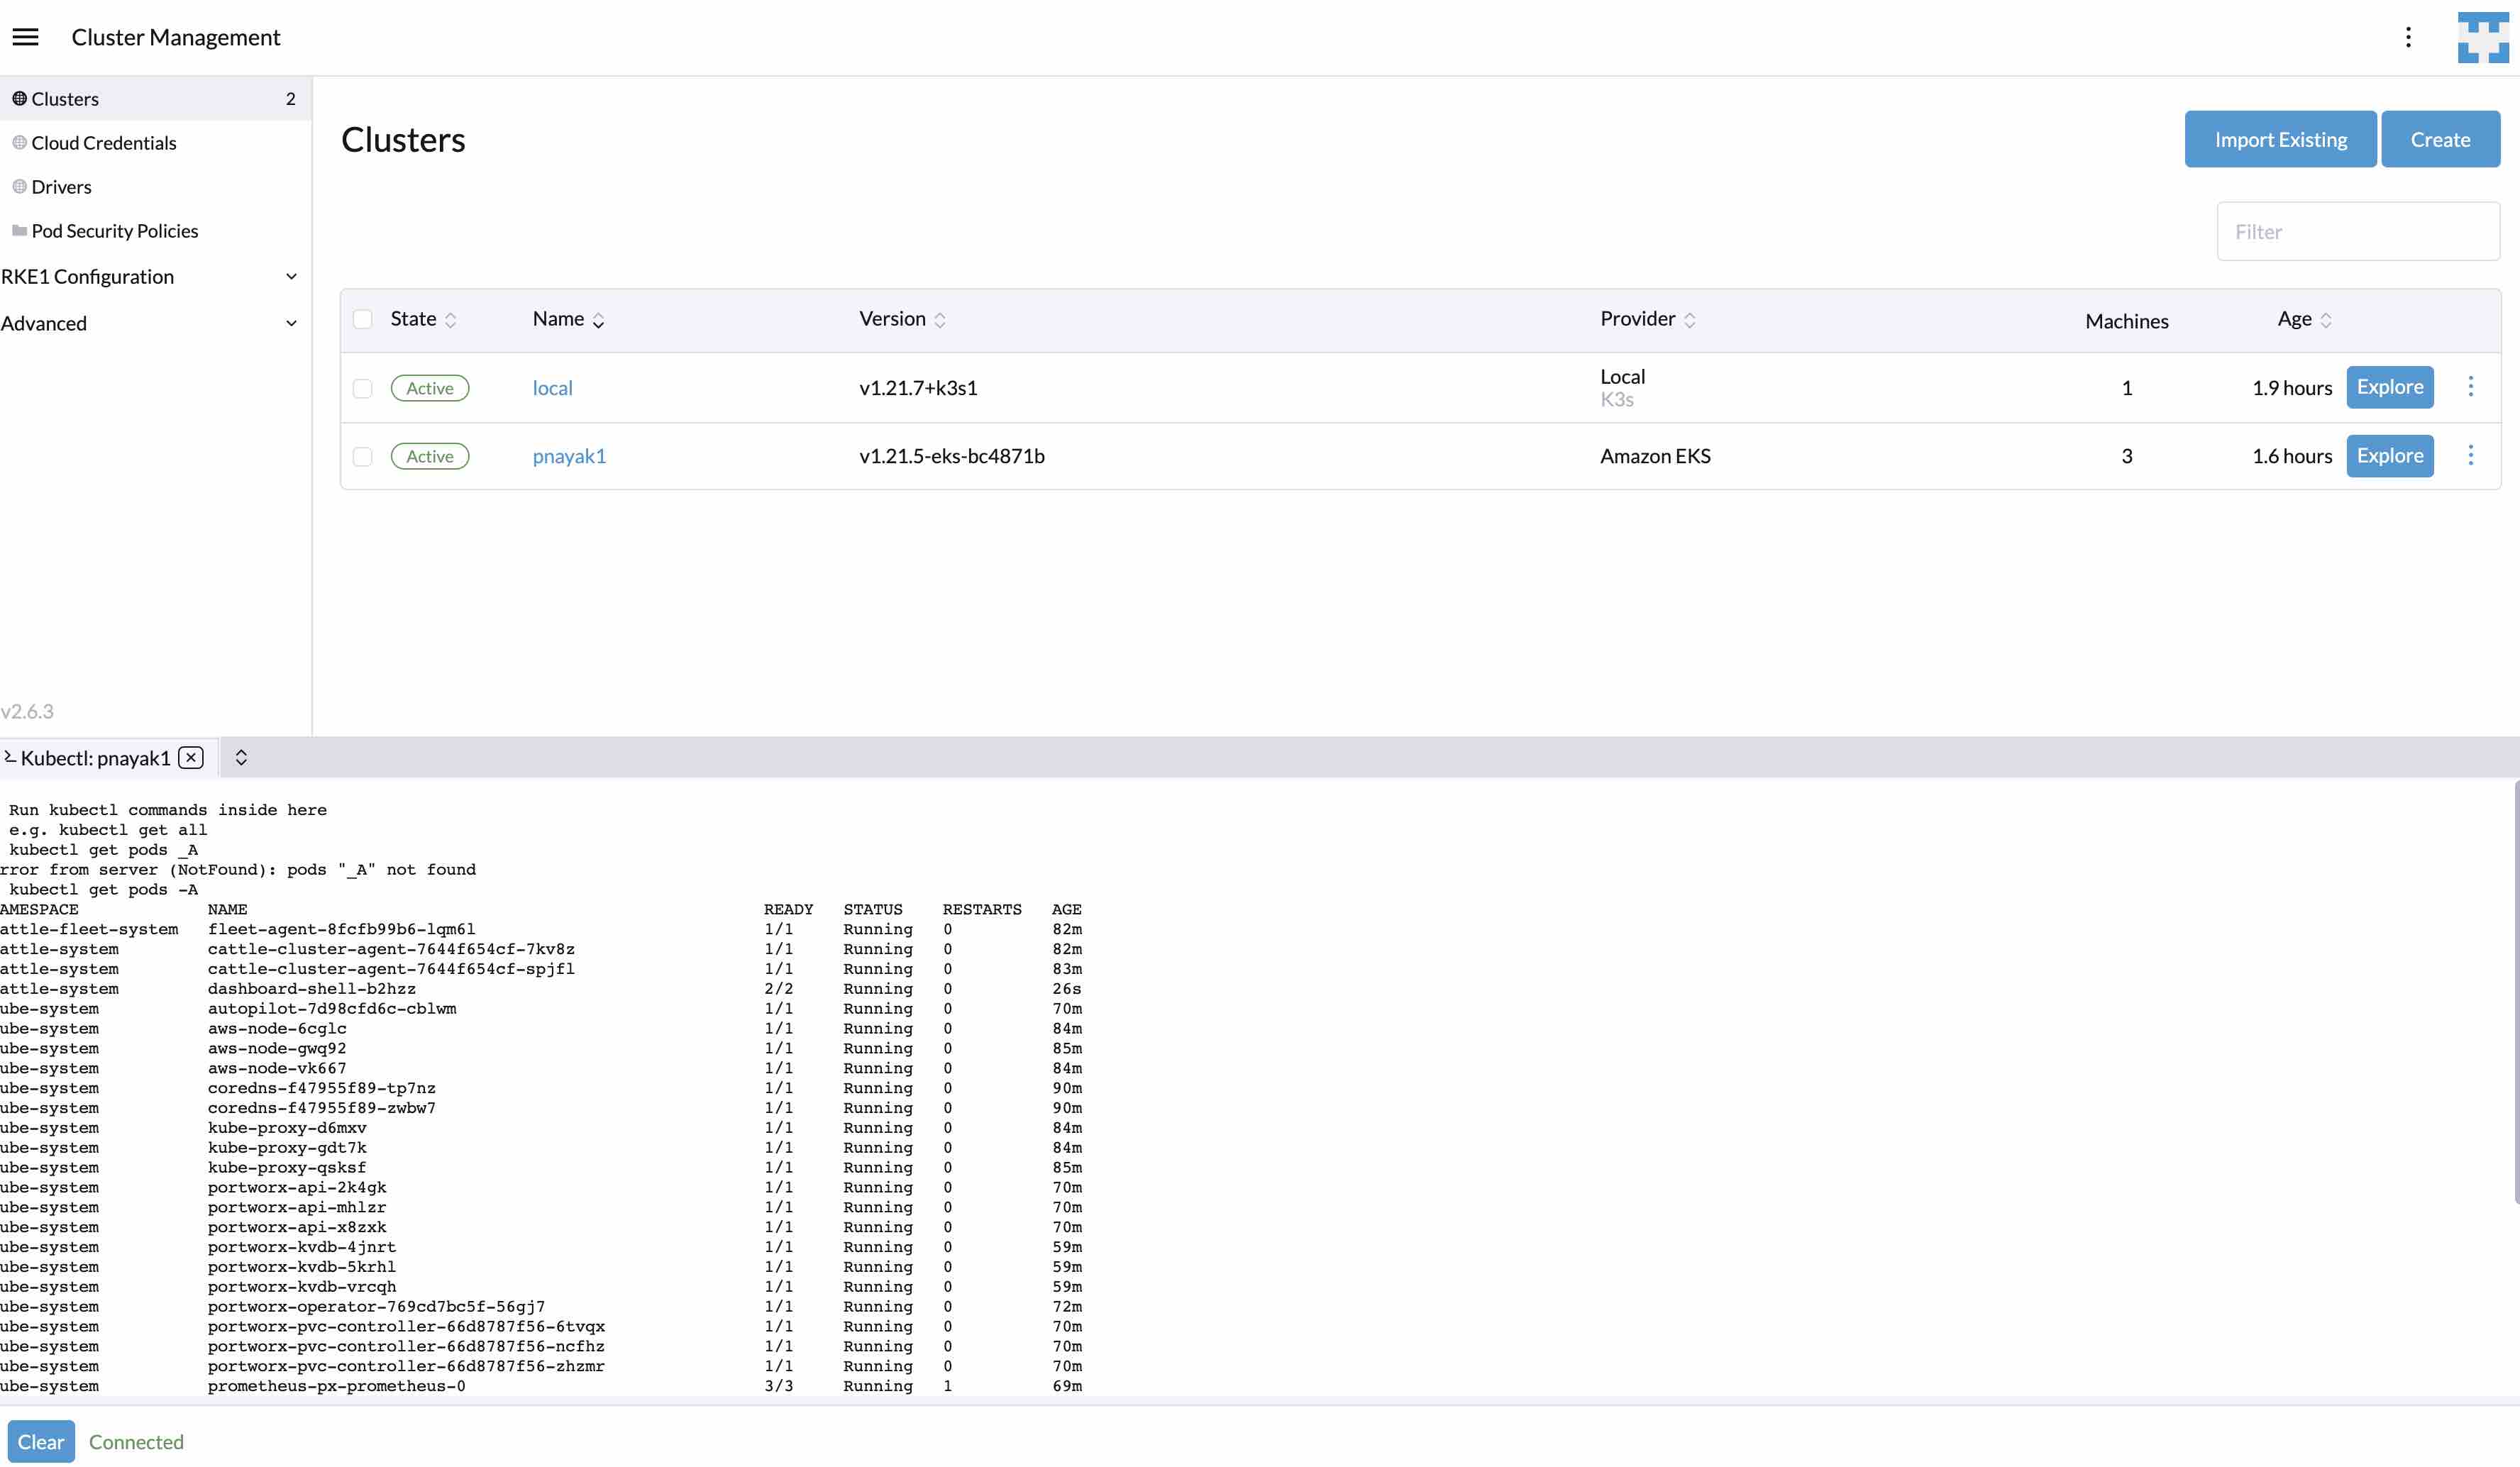 Cluster Management
Clusters 2
Cloud Credentials
Drivers
Pod Security Policies
RKE1 Configuration
Advanced
v2.6.3
Clusters
Import Existing Create
Filter
State Name Version Provider Machines Age
Active local v1.21.7+k3s1 Local K3s 1 1.9 hours Explore
Active pnayak1 v1.21.5-eks-bc4871b Amazon EKS 3 1.6 hours Explore
Kubectl: pnayak1
Run kubectl commands inside here
e.g. kubectl get all
kubectl get pods _A
rror from server (NotFound): pods "_A" not found
kubectl get pods -A
AMESPACE NAME READY STATUS RESTARTS AGE
attle-fleet-system fleet-agent-8fcfb99b6-lqm6l 1/1 Running 0 82m
attle-system cattle-cluster-agent-7644f654cf-7kv8z 1/1 Running 0 82m
attle-system cattle-cluster-agent-7644f654cf-spjfl 1/1 Running 0 83m
attle-system dashboard-shell-b2hzz 2/2 Running 0 26s
ube-system autopilot-7d98cfd6c-cblwm 1/1 Running 0 70m
ube-system aws-node-6cglc 1/1 Running 0 84m
ube-system aws-node-gwq92 1/1 Running 0 85m
ube-system aws-node-vk667 1/1 Running 0 84m
ube-system coredns-f47955f89-tp7nz 1/1 Running 0 90m
ube-system coredns-f47955f89-zwbw7 1/1 Running 0 90m
ube-system kube-proxy-d6mxv 1/1 Running 0 84m
ube-system kube-proxy-gdt7k 1/1 Running 0 84m
ube-system kube-proxy-qsksf 1/1 Running 0 85m
ube-system portworx-api-2k4gk 1/1 Running 0 70m
ube-system portworx-api-mhlzr 1/1 Running 0 70m
ube-system portworx-api-x8zxk 1/1 Running 0 70m
ube-system portworx-kvdb-4jnrt 1/1 Running 0 59m
ube-system portworx-kvdb-5krhl 1/1 Running 0 59m
ube-system portworx-kvdb-vrcqh 1/1 Running 0 59m
ube-system portworx-operator-769cd7bc5f-56gj7 1/1 Running 0 72m
ube-system portworx-pvc-controller-66d8787f56-6tvqx 1/1 Running 0 70m
ube-system portworx-pvc-controller-66d8787f56-ncfhz 1/1 Running 0 70m
ube-system portworx-pvc-controller-66d8787f56-zhzmr 1/1 Running 0 70m
ube-system prometheus-px-prometheus-0 3/3 Running 1 69m
Clear Connected